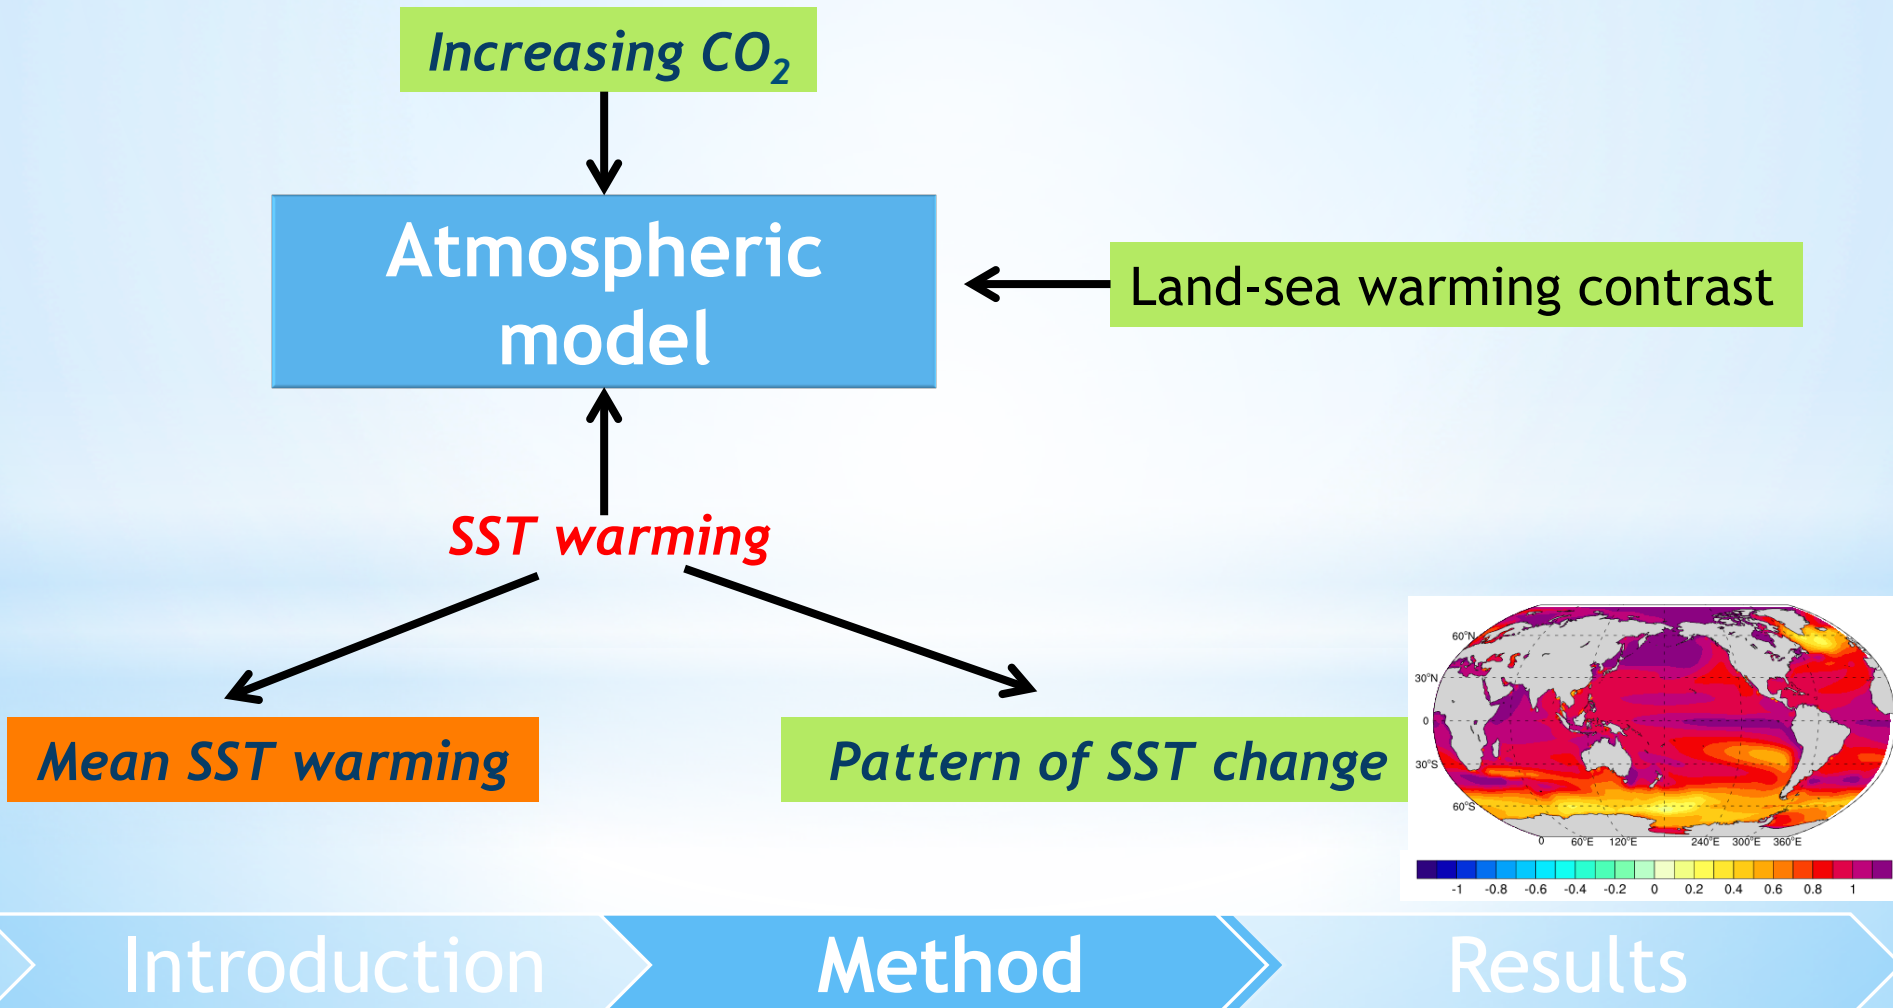 Increasing CO₂
Atmospheric
model
Land-sea warming contrast
SST warming
Mean SST warming
Pattern of SST change
60°N
30°N
0
30°S
60°S
0 60°E 120°E 240°E 300°E 360°E
-1 -0.8 -0.6 -0.4 -0.2 0 0.2 0.4 0.6 0.8 1
Introduction
Method
Results